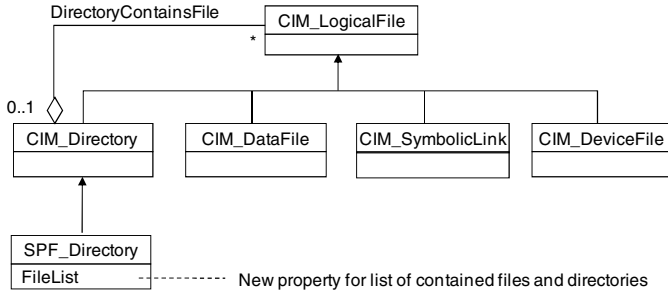 DirectoryContainsFile
CIM_LogicalFile
*
0..1
CIM_Directory
CIM_DataFile
CIM_SymbolicLink
CIM_DeviceFile
SPF_Directory
FileList
New property for list of contained files and directories